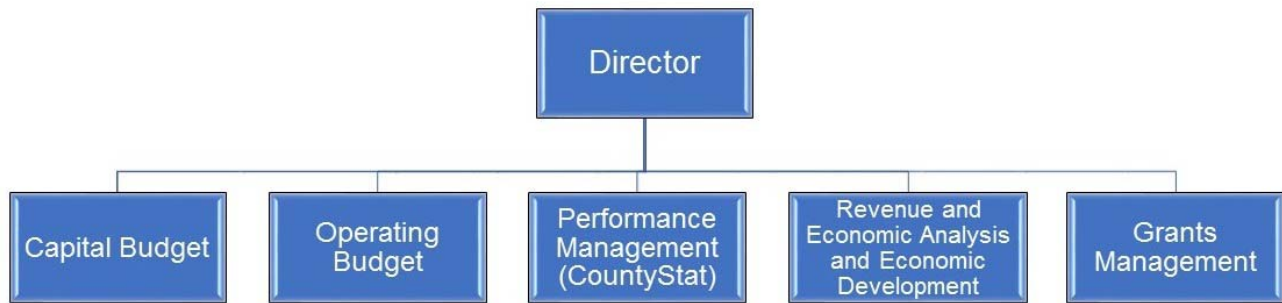 Director
Capital Budget
Operating
Budget
Performance
Management
(CountyStat)
Revenue and
Economic Analysis
and Economic
Development
Grants
Management